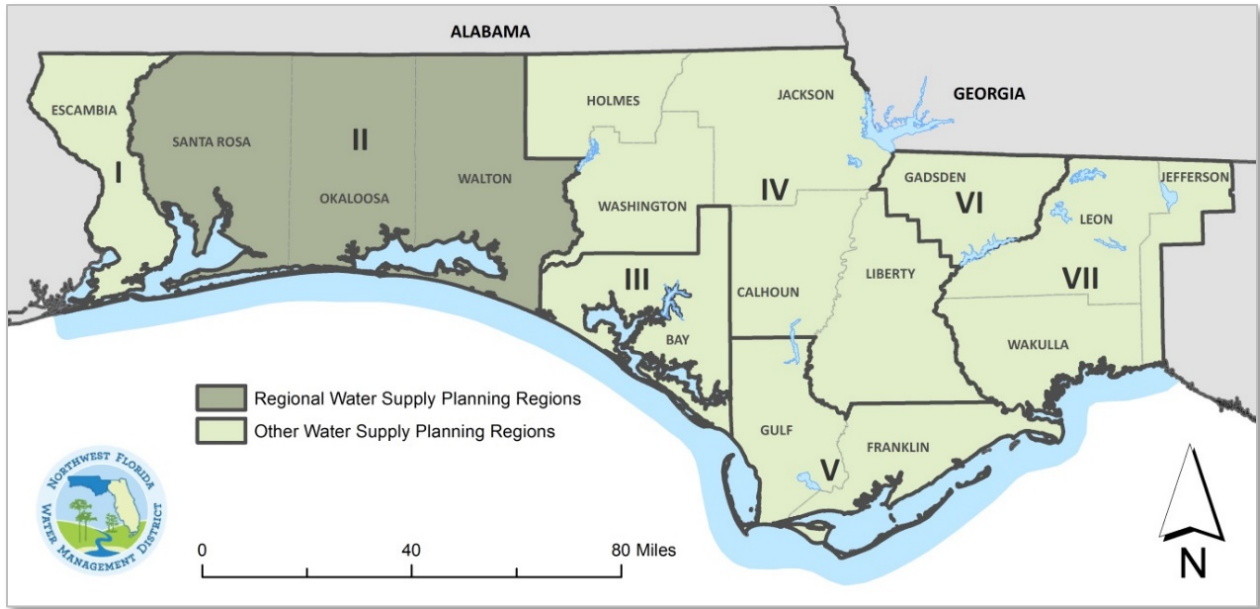 ALABAMA
GEORGIA
ESCAMBIA
SANTA ROSA
OKALOOSA
WALTON
HOLMES
JACKSON
WASHINGTON
BAY
CALHOUN
LIBERTY
GULF
FRANKLIN
GADSDEN
LEON
JEFFERSON
WAKULLA
I
II
III
IV
V
VI
VII
Regional Water Supply Planning Regions
Other Water Supply Planning Regions
NORTHWEST FLORIDA
WATER MANAGEMENT DISTRICT
0 40 80 Miles
N